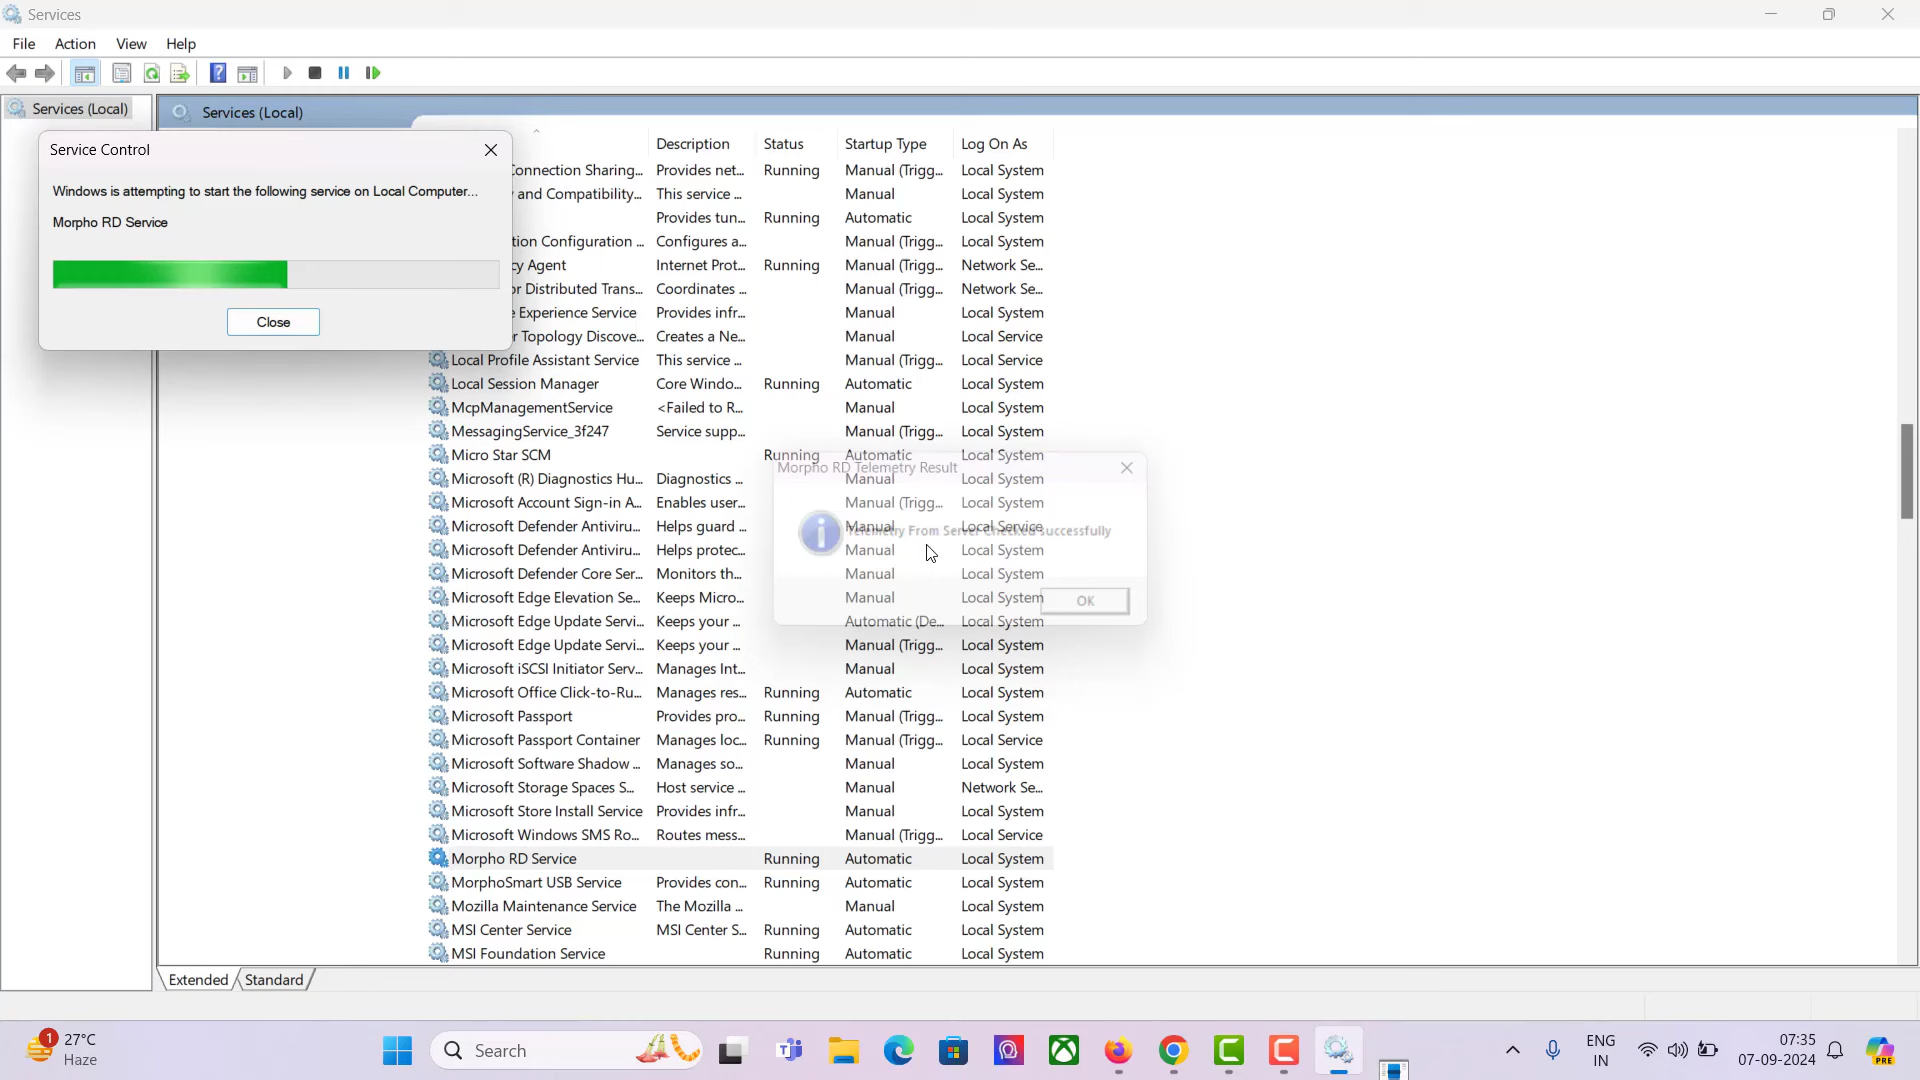 Services
File Action View Help
Services (Local)
Services (Local)
Service Control
Windows is attempting to start the following service on Local Computer...
Morpho RD Service
Close
Description Status Startup Type Log On As
Connection Sharing... Provides net... Running Manual (Trigg... Local System
y and Compatibility... This service ... Manual Local System
Provides tun... Running Automatic Local System
tion Configuration ... Configures a... Manual (Trigg... Local System
cy Agent Internet Prot... Running Manual (Trigg... Network Se...
or Distributed Trans... Coordinates ... Manual (Trigg... Network Se...
e Experience Service Provides infr... Manual Local System
r Topology Discove... Creates a Ne... Manual Local Service
Local Profile Assistant Service This service ... Manual (Trigg... Local Service
Local Session Manager Core Windo... Running Automatic Local System
McpManagementService <Failed to R... Manual Local System
MessagingService_3f247 Service supp... Manual (Trigg... Local System
Micro Star SCM Running Automatic Local System
Microsoft (R) Diagnostics Hu... Diagnostics ... Manual Local System
Microsoft Account Sign-in A... Enables user... Manual (Trigg... Local System
Microsoft Defender Antiviru... Helps guard ... Manual Local Service
Microsoft Defender Antiviru... Helps protec... Manual Local System
Microsoft Defender Core Ser... Monitors th... Manual Local System
Microsoft Edge Elevation Se... Keeps Micro... Manual Local System
Microsoft Edge Update Servi... Keeps your ... Automatic (De... Local System
Microsoft Edge Update Servi... Keeps your ... Manual (Trigg... Local System
Microsoft iSCSI Initiator Serv... Manages Int... Manual Local System
Microsoft Office Click-to-Ru... Manages res... Running Automatic Local System
Microsoft Passport Provides pro... Running Manual (Trigg... Local System
Microsoft Passport Container Manages loc... Running Manual (Trigg... Local Service
Microsoft Software Shadow ... Manages so... Manual Local System
Microsoft Storage Spaces S... Host service ... Manual Network Se...
Microsoft Store Install Service Provides infr... Manual Local System
Microsoft Windows SMS Ro... Routes mess... Manual (Trigg... Local Service
Morpho RD Service Running Automatic Local System
MorphoSmart USB Service Provides con... Running Automatic Local System
Mozilla Maintenance Service The Mozilla ... Manual Local System
MSI Center Service MSI Center S... Running Automatic Local System
MSI Foundation Service Running Automatic Local System
Morpho RD Telemetry Result
Telemetry From Server Checked successfully
OK
Extended Standard
1
27°C
Haze
Search
ENG
IN
07:35
07-09-2024
PRE